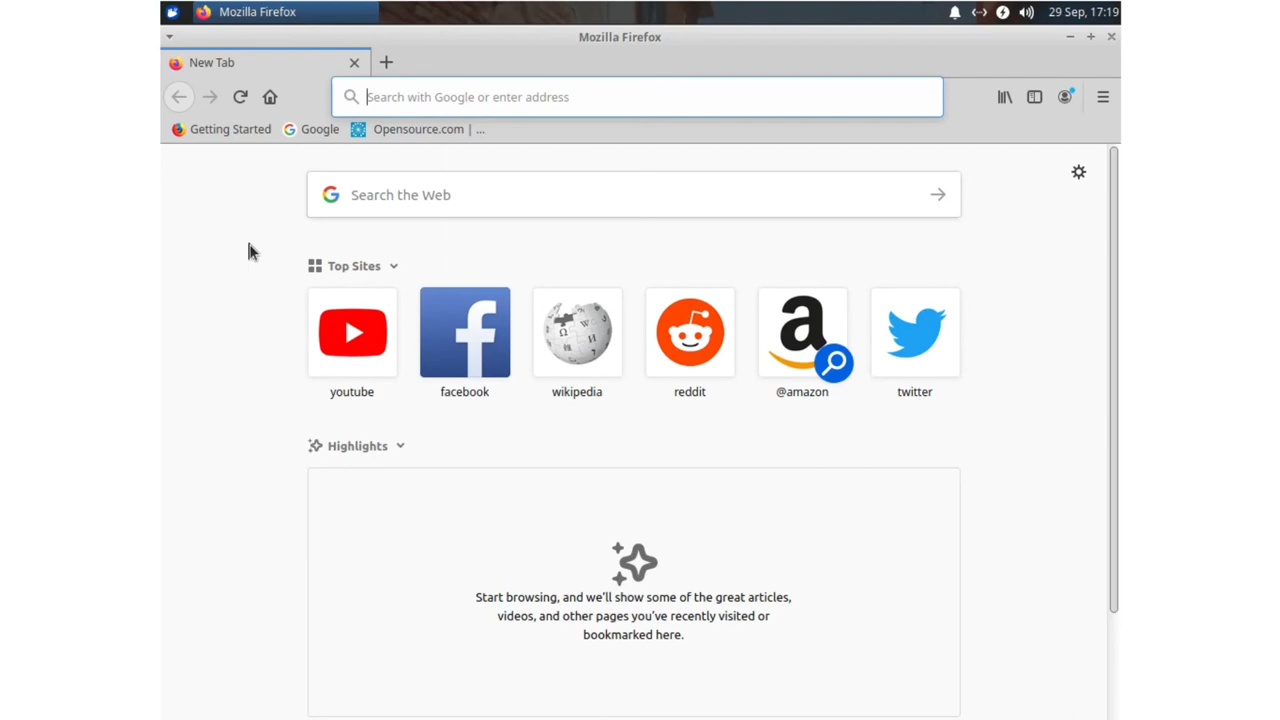 Mozilla Firefox
29 Sep, 17:19
Mozilla Firefox
New Tab
Search with Google or enter address
Getting Started
Google
Opensource.com | ...
Search the Web
Top Sites
youtube
facebook
wikipedia
reddit
@amazon
twitter
Highlights
Start browsing, and we'll show some of the great articles,
videos, and other pages you've recently visited or
bookmarked here.